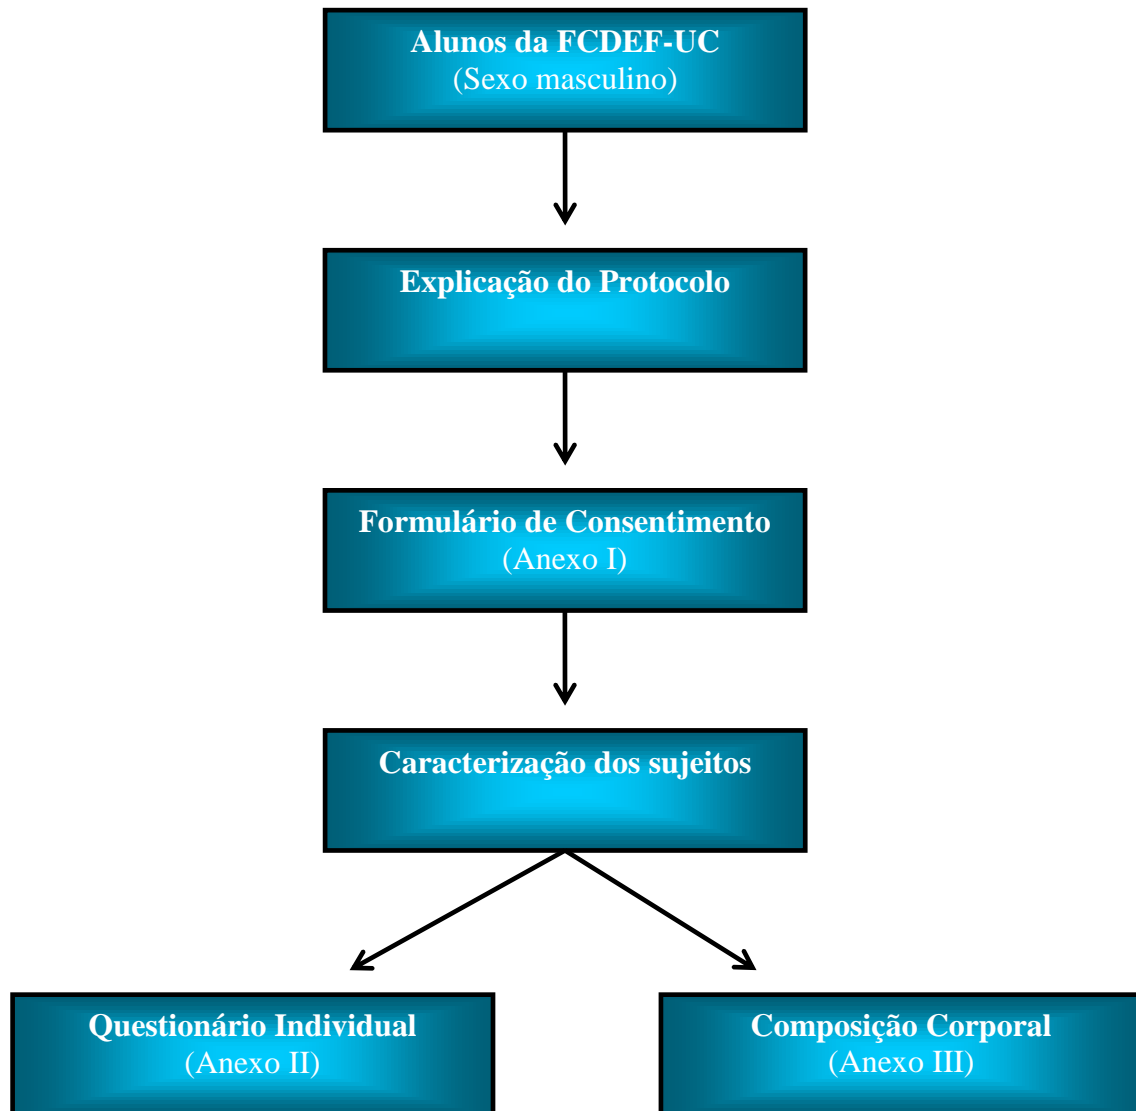 Alunos da FCDEF-UC
(Sexo masculino)
Explicação do Protocolo
Formulário de Consentimento
(Anexo I)
Caracterização dos sujeitos
Questionário Individual
(Anexo II)
Composição Corporal
(Anexo III)